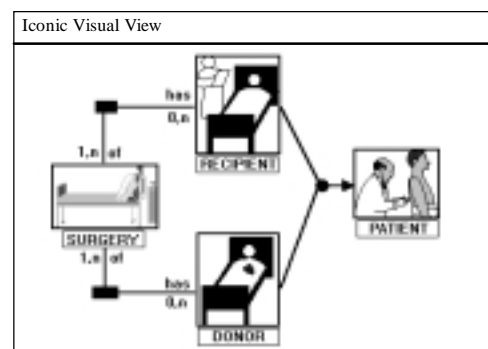 Iconic Visual View
has
0,n
RECIPIENT
1,n of
SURGERY
1,n of
PATIENT
has
0,n
DONOR